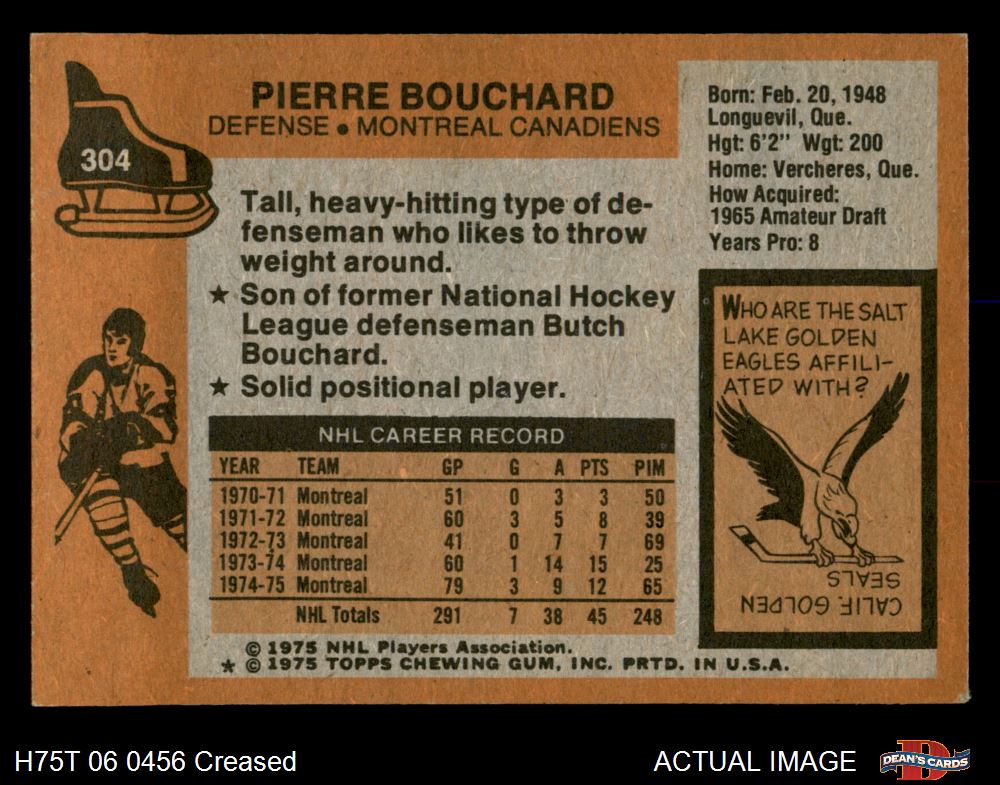 304
PIERRE BOUCHARD
DEFENSE • MONTREAL CANADIENS
Born: Feb. 20, 1948
Longuevil, Que.
Hgt: 6'2" Wgt: 200
Home: Vercheres, Que.
How Acquired:
1965 Amateur Draft
Years Pro: 8
Tall, heavy-hitting type of de-
fenseman who likes to throw
weight around.
★ Son of former National Hockey
League defenseman Butch
Bouchard.
★ Solid positional player.
NHL CAREER RECORD
YEAR TEAM GP G A PTS PIM
1970-71 Montreal 51 0 3 3 50
1971-72 Montreal 60 3 5 8 39
1972-73 Montreal 41 0 7 7 69
1973-74 Montreal 60 1 14 15 25
1974-75 Montreal 79 3 9 12 65
NHL Totals 291 7 38 45 248
WHO ARE THE SALT
LAKE GOLDEN
EAGLES AFFILI-
ATED WITH?
CALIF. GOLDEN
SEALS
© 1975 NHL Players Association.
★ © 1975 TOPPS CHEWING GUM, INC. PRTD. IN U.S.A.
H75T 06 0456 Creased
ACTUAL IMAGE
D
DEAN'S CARDS